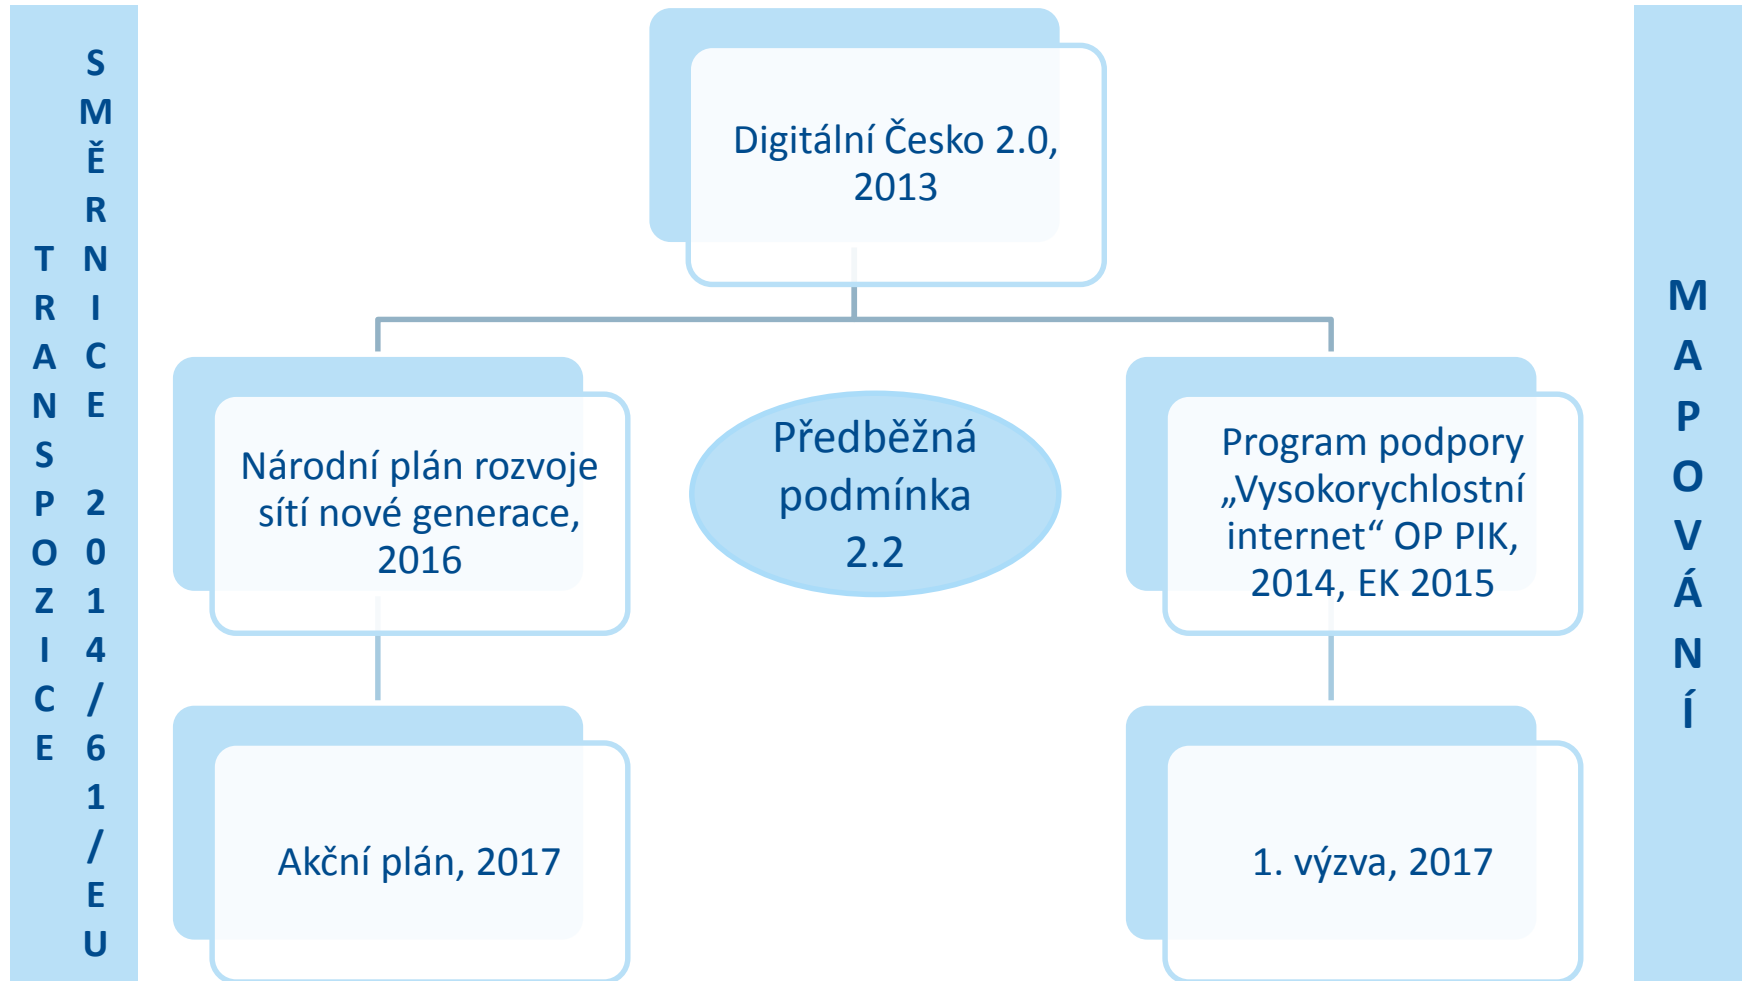 TRANSPOZICE
SMĚRNICE 2014/61/EU
Digitální Česko 2.0,
2013
Národní plán rozvoje
sítí nové generace,
2016
Předběžná
podmínka
2.2
Program podpory
„Vysokorychlostní
internet“ OP PIK,
2014, EK 2015
Akční plán, 2017
1. výzva, 2017
MAPOVÁNÍ